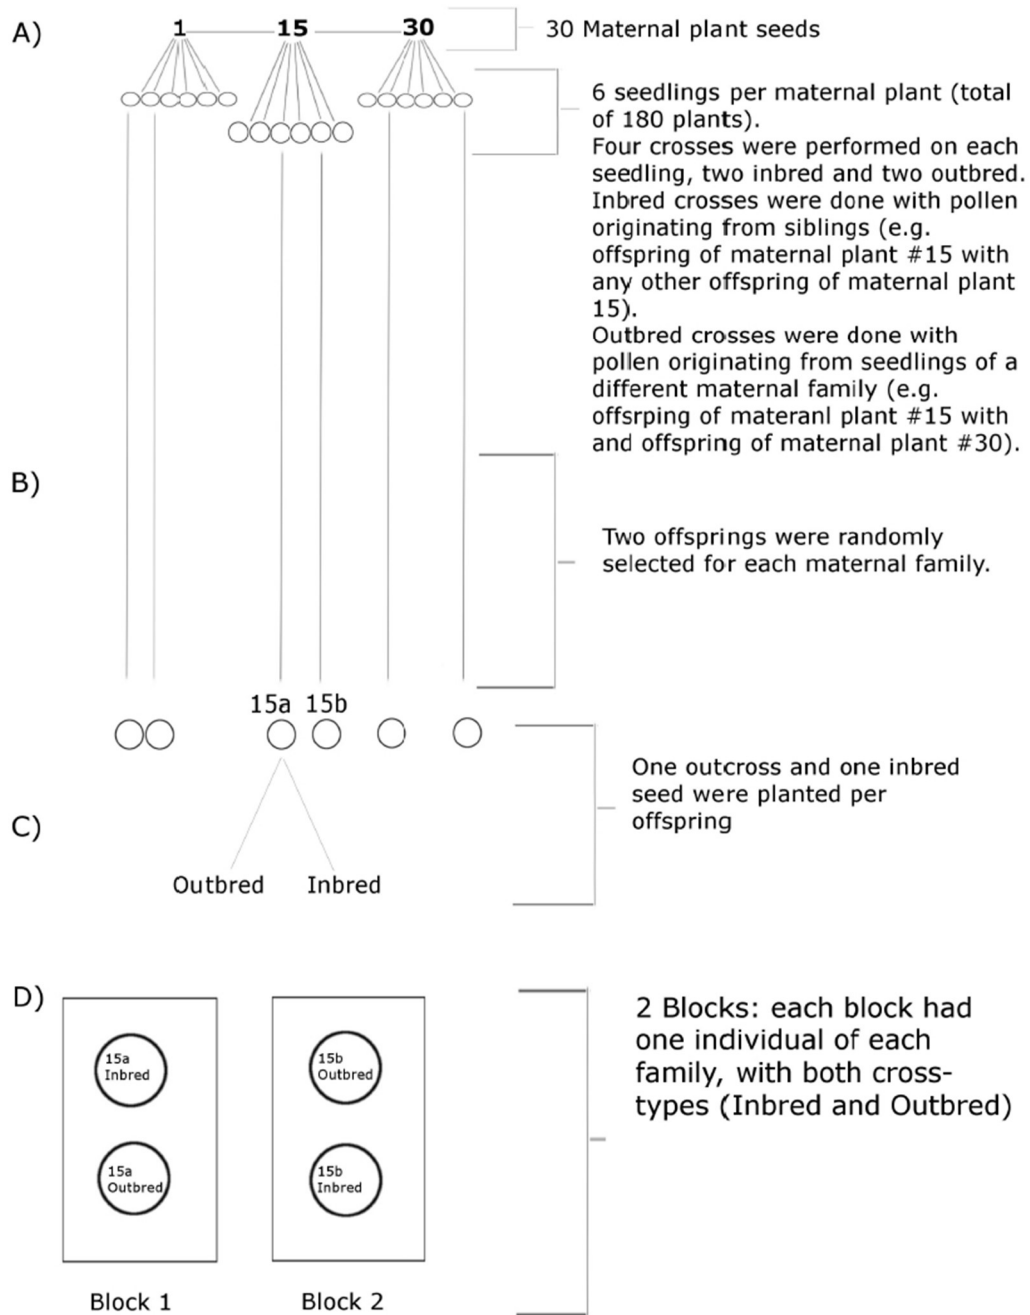 A)
1 15 30
30 Maternal plant seeds
6 seedlings per maternal plant (total
of 180 plants).
Four crosses were performed on each
seedling, two inbred and two outbred.
Inbred crosses were done with pollen
originating from siblings (e.g.
offspring of maternal plant #15 with
any other offspring of maternal plant
15).
Outbred crosses were done with
pollen originating from seedlings of a
different maternal family (e.g.
offsrping of materanl plant #15 with
and offspring of maternal plant #30).
B)
Two offsprings were randomly
selected for each maternal family.
15a 15b
One outcross and one inbred
seed were planted per
offspring
C)
Outbred Inbred
D)
2 Blocks: each block had
one individual of each
family, with both cross-
types (Inbred and Outbred)
15a
Inbred
15b
Outbred
15a
Outbred
15b
Inbred
Block 1
Block 2